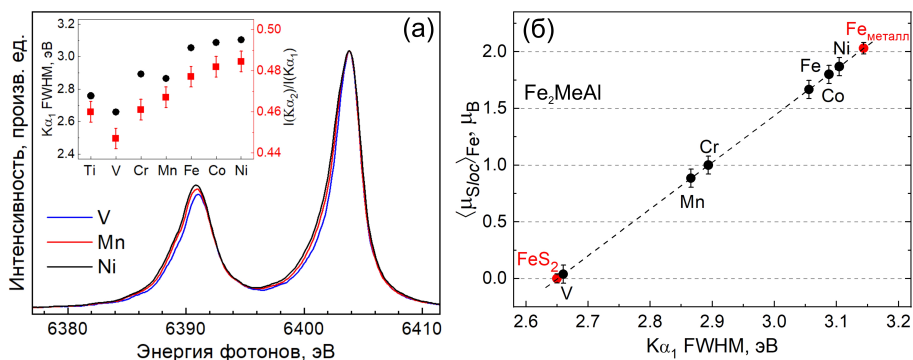 (а)
Kα₁ FWHM, эВ
3.2
3.0
2.8
2.6
2.4
I(Kα₂)/I(Kα₁)
0.50
0.48
0.46
0.44
Ti V Cr Mn Fe Co Ni
V
Mn
Ni
Интенсивность, произв. ед.
6380 6390 6400 6410
Энергия фотонов, эВ
(б)
Fe₂MeAl
⟨μSloc⟩Fe, μB
2.0
1.5
1.0
0.5
0.0
Feметалл
Ni
Fe
Co
Cr
Mn
FeS₂
V
2.6 2.7 2.8 2.9 3.0 3.1 3.2
Kα₁ FWHM, эВ